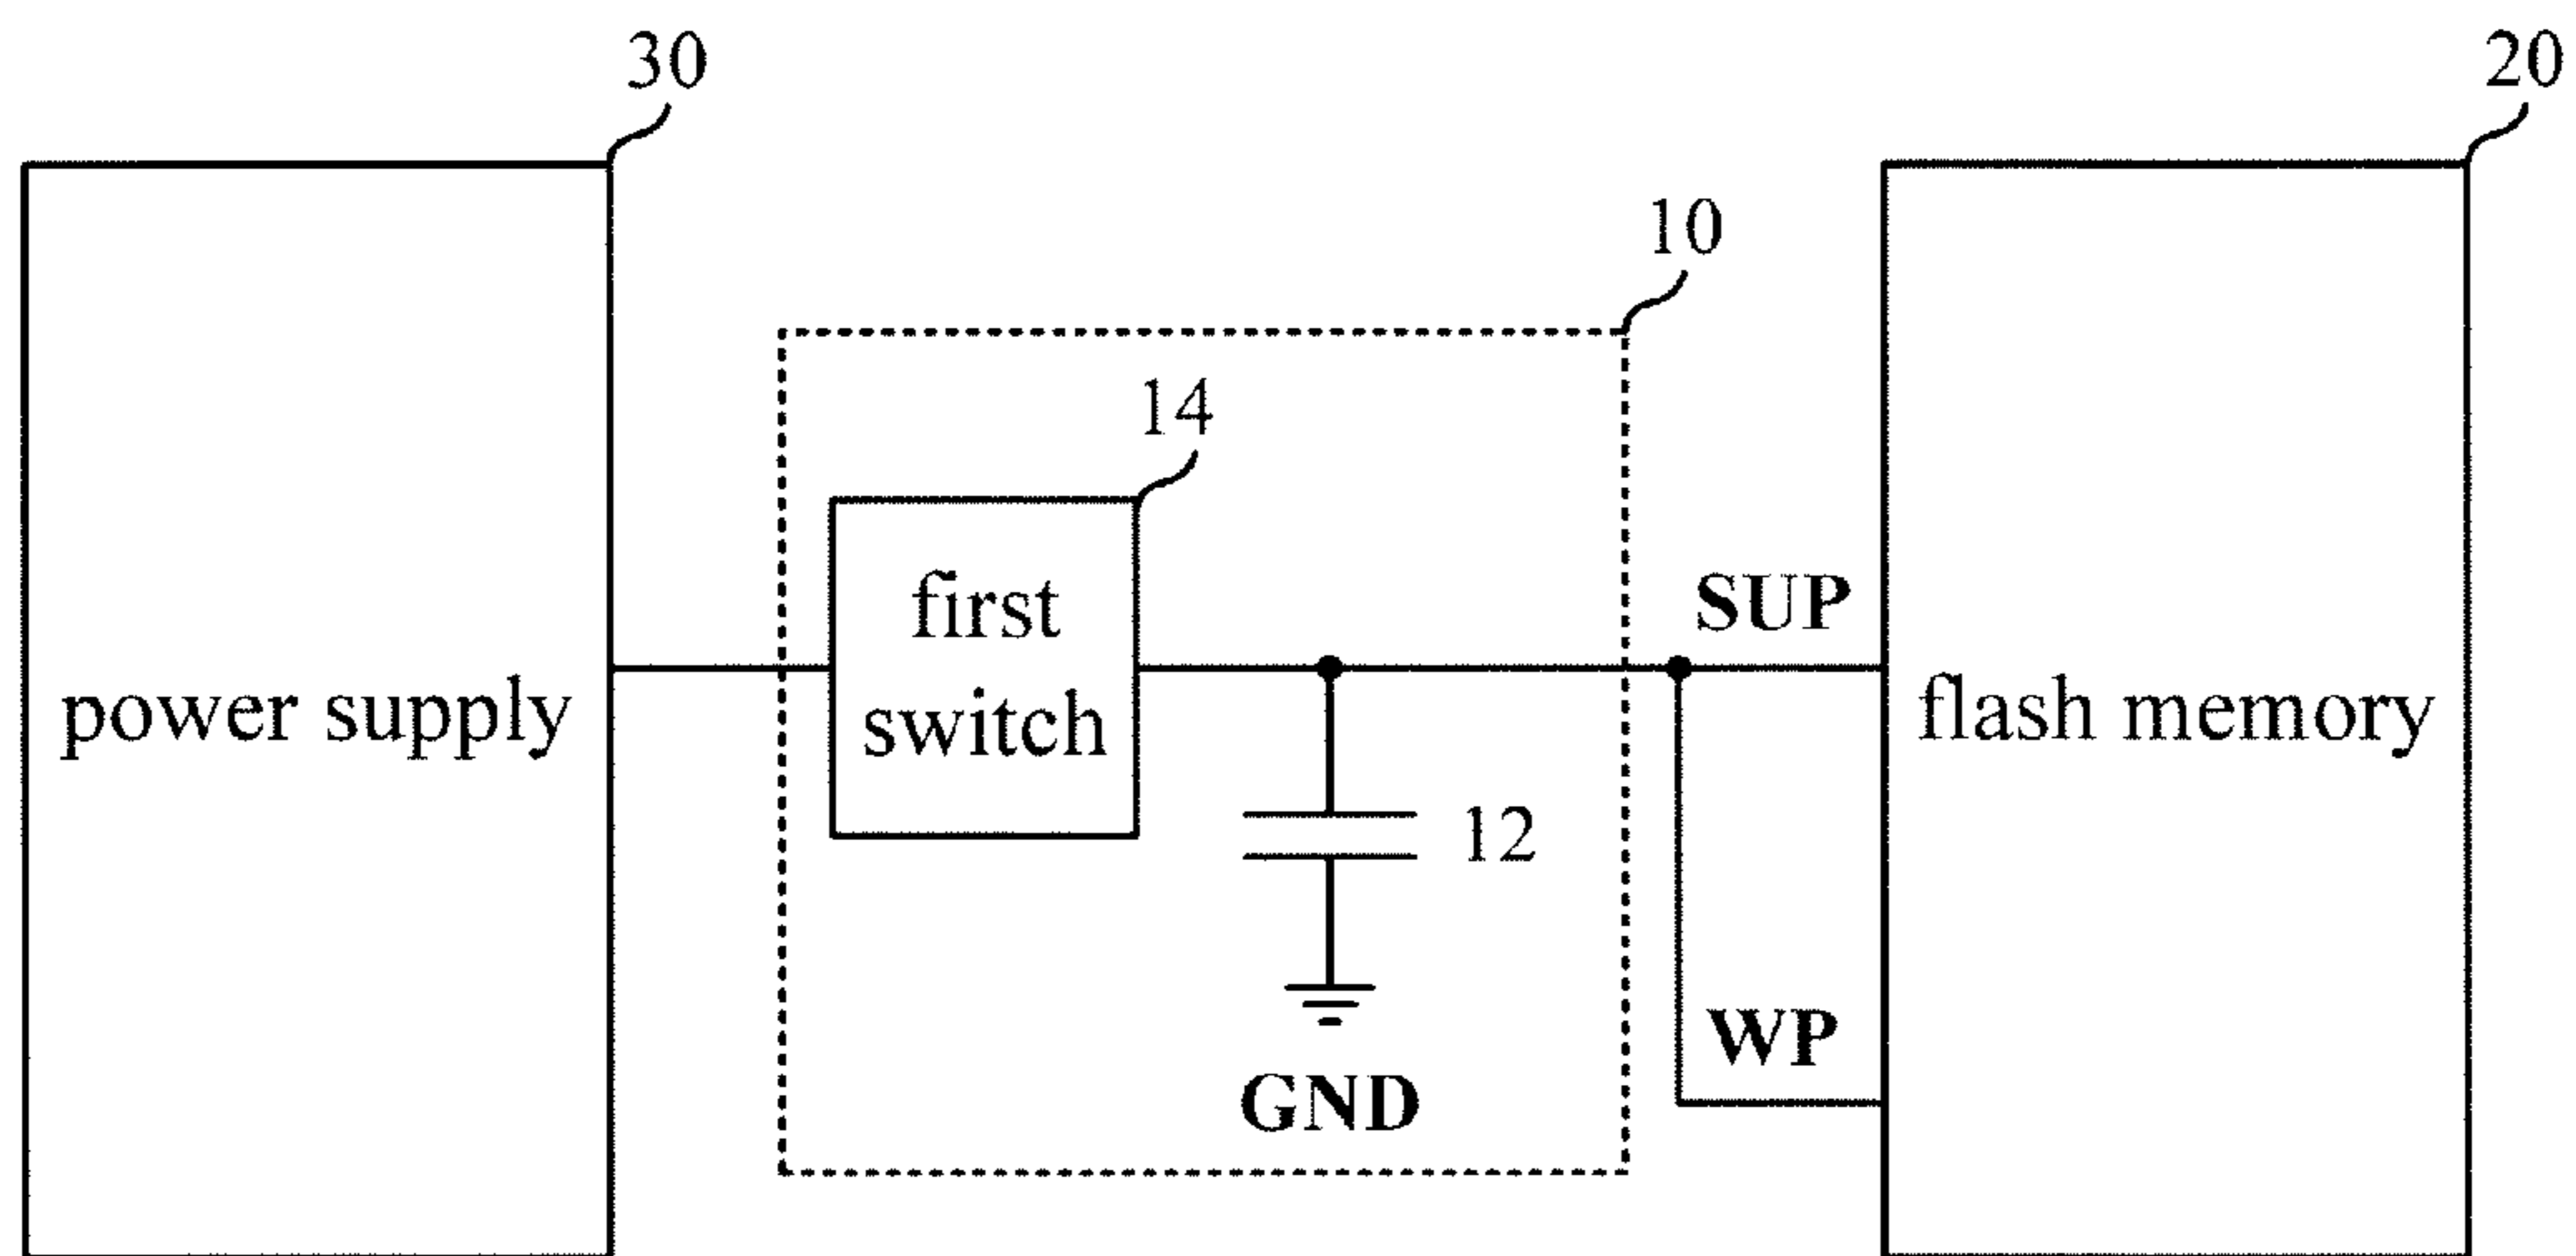 30
20
10
14
first
switch
SUP
power supply
flash memory
12
WP
GND